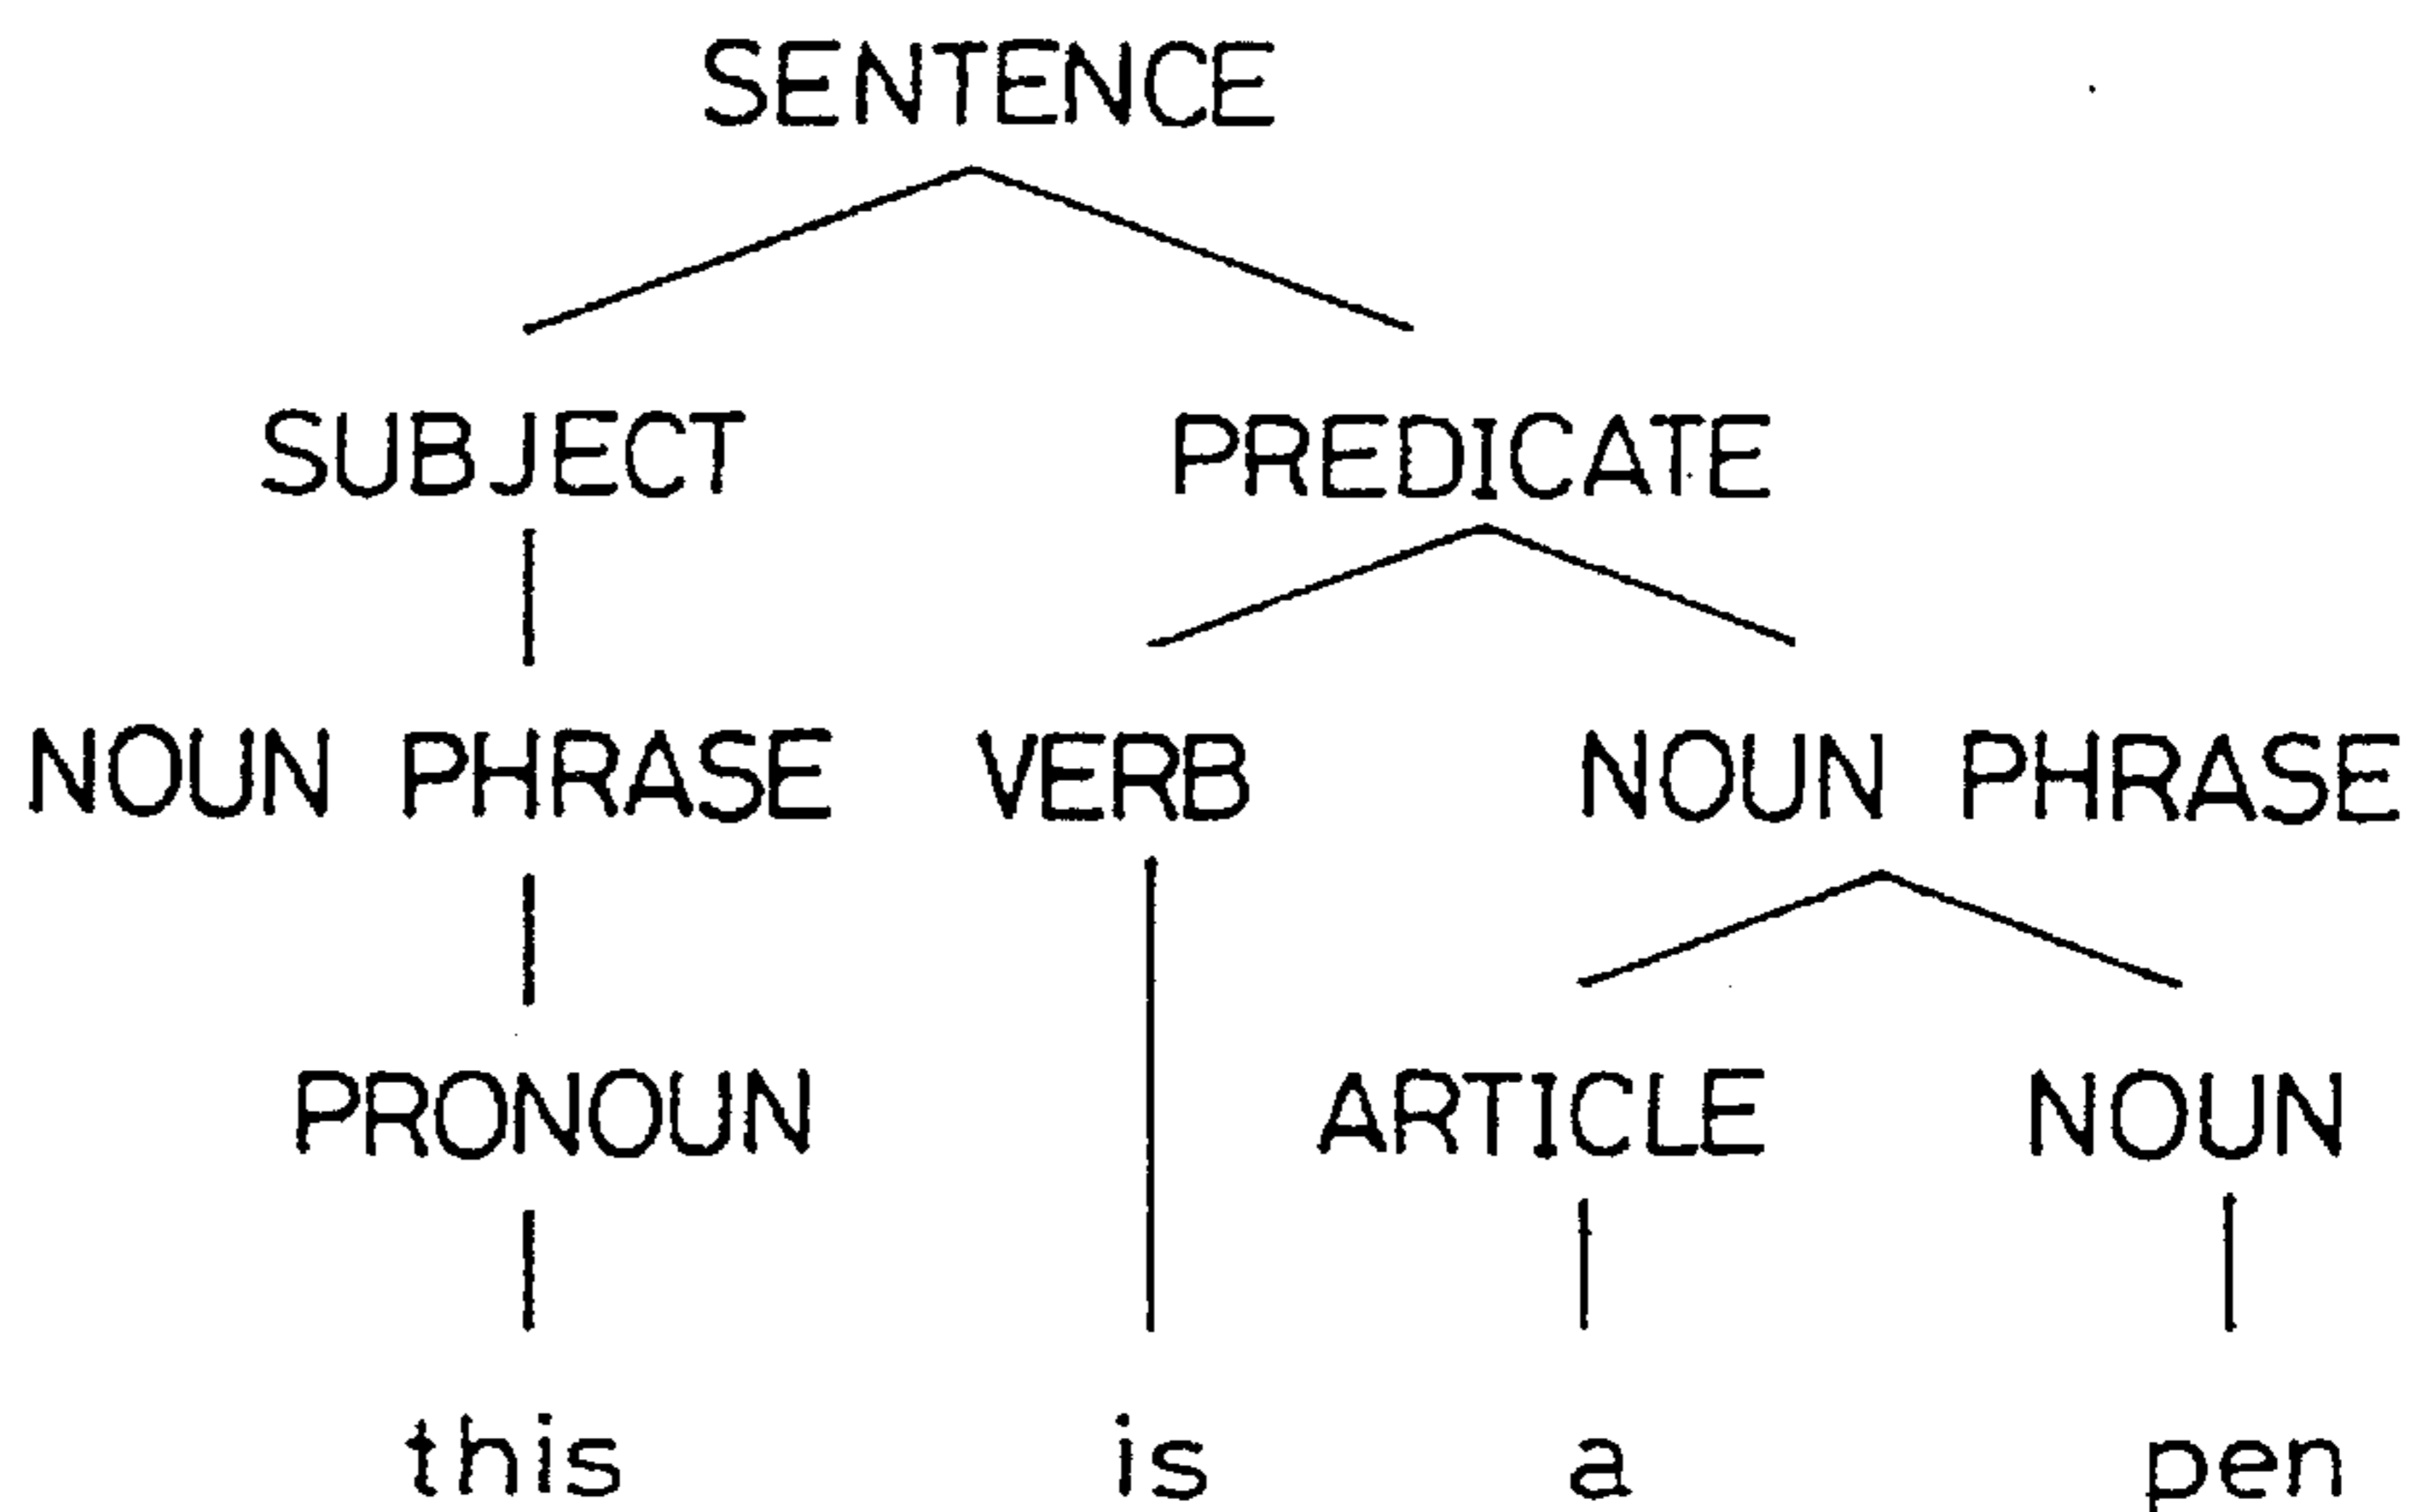 SENTENCE
SUBJECT PREDICATE
NOUN PHRASE VERB NOUN PHRASE
PRONOUN ARTICLE NOUN
this is a pen